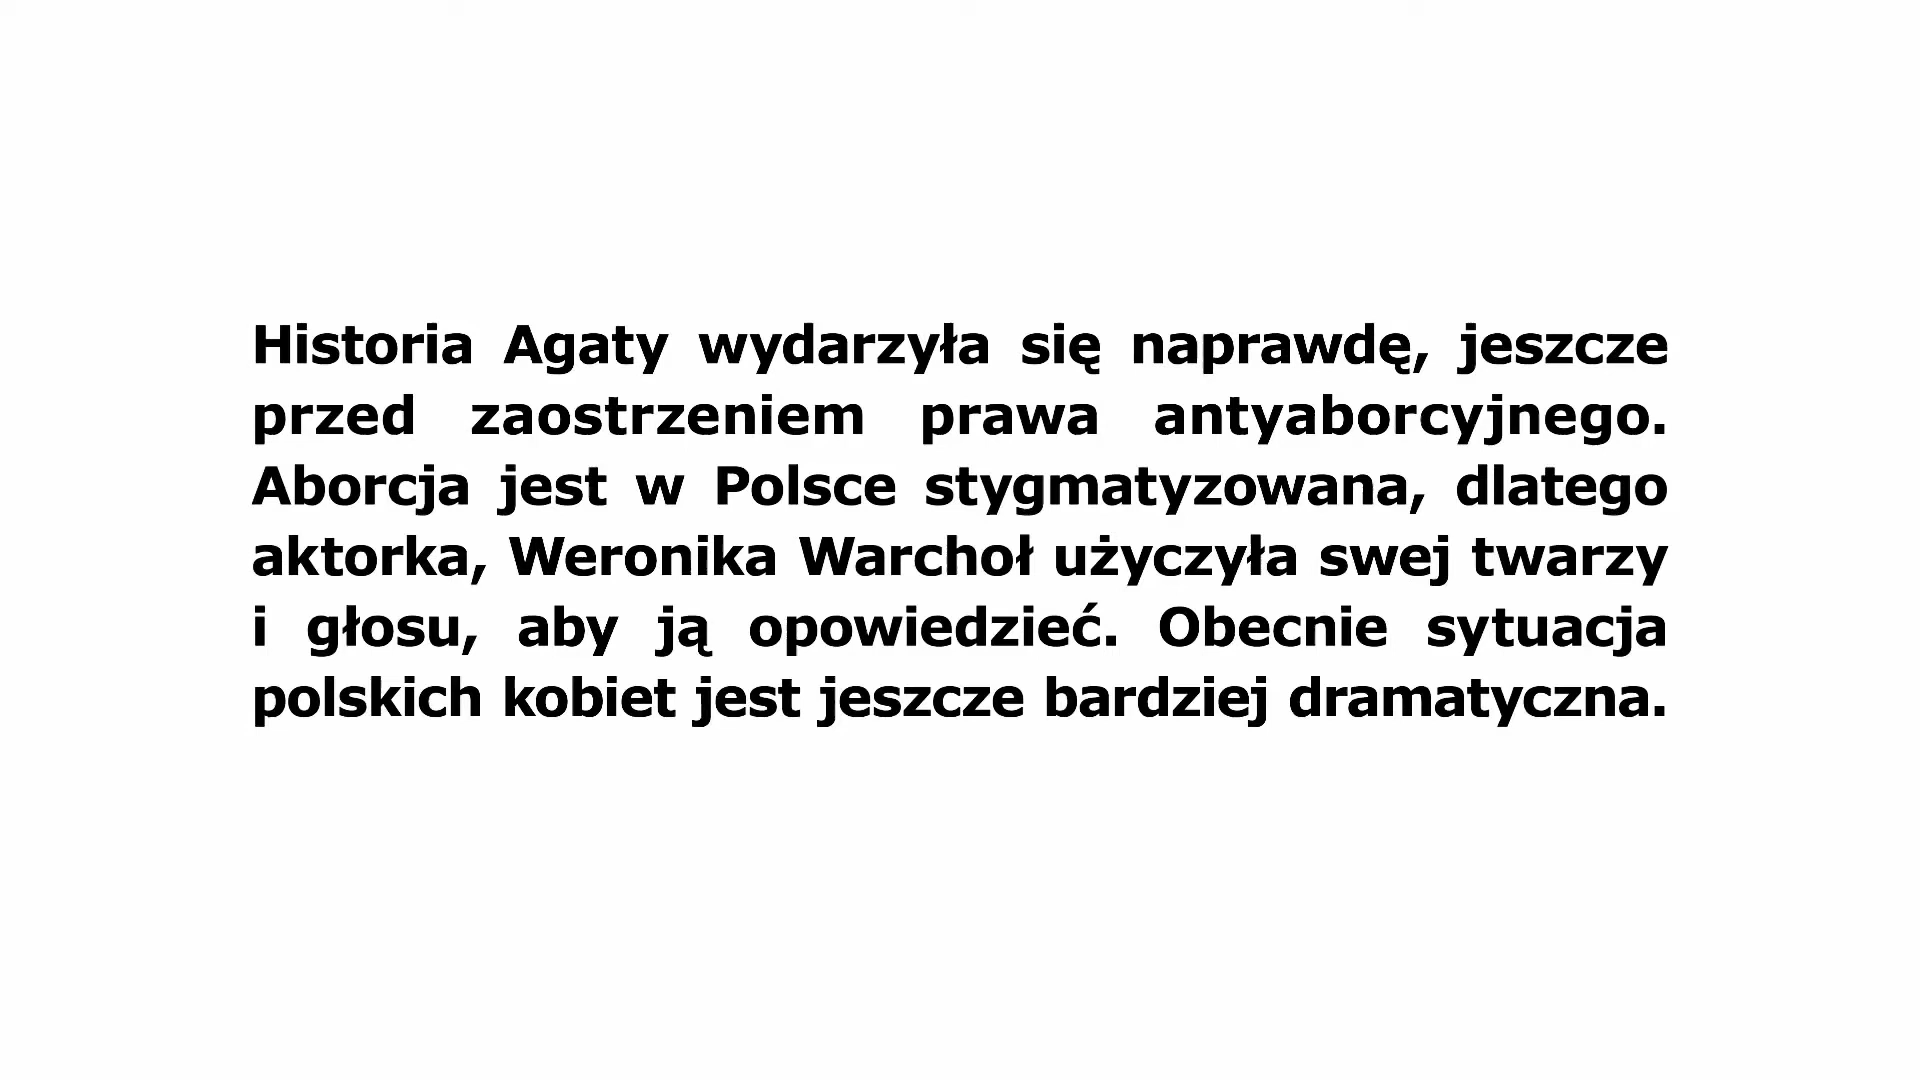 Historia Agaty wydarzyła się naprawdę, jeszcze
przed zaostrzeniem prawa antyaborcyjnego.
Aborcja jest w Polsce stygmatyzowana, dlatego
aktorka, Weronika Warchoł użyczyła swej twarzy
i głosu, aby ją opowiedzieć. Obecnie sytuacja
polskich kobiet jest jeszcze bardziej dramatyczna.